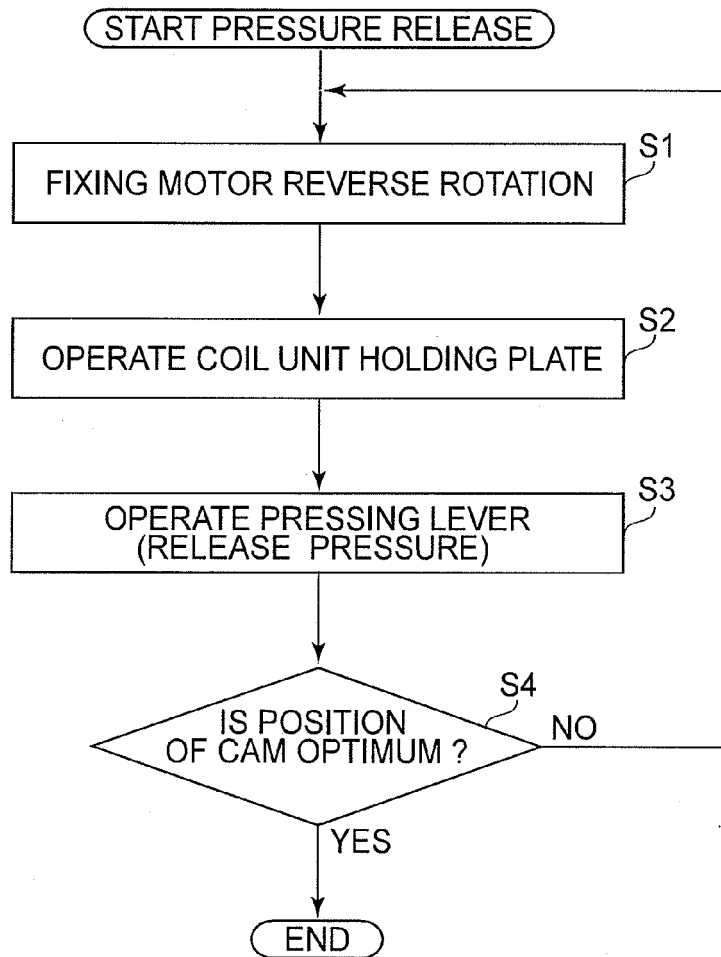 START PRESSURE RELEASE
S1
FIXING MOTOR REVERSE ROTATION
S2
OPERATE COIL UNIT HOLDING PLATE
S3
OPERATE PRESSING LEVER
(RELEASE PRESSURE)
S4
IS POSITION
OF CAM OPTIMUM ?
NO
YES
END